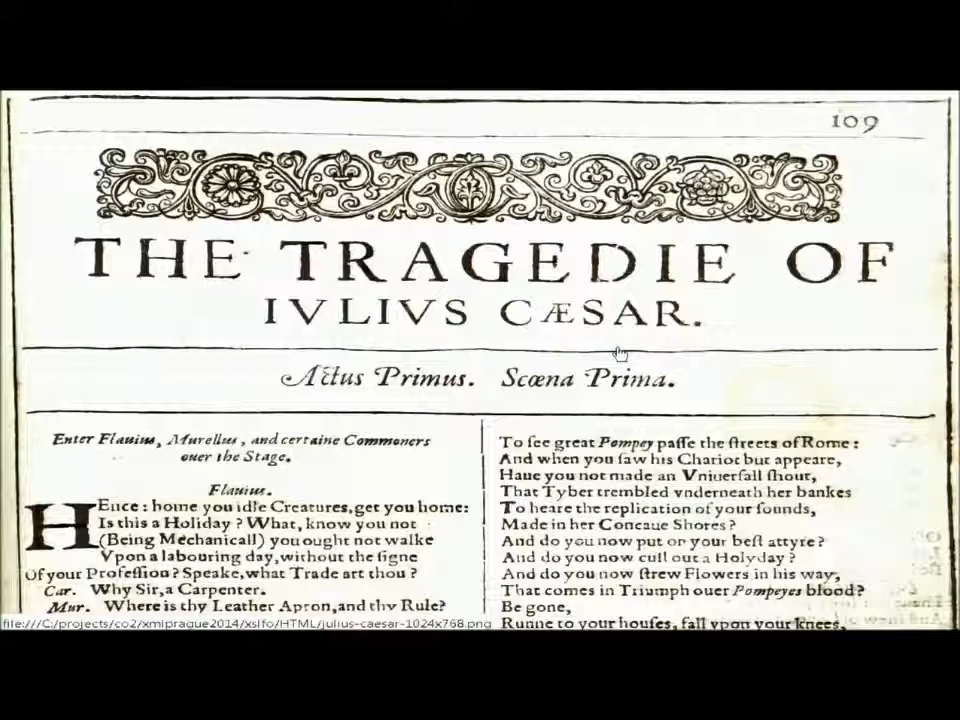 109
THE TRAGEDIE OF
IVLIVS CÆSAR.
Actus Primus. Scœna Prima.
Enter Flauius, Murellus, and certaine Commoners
ouer the Stage.
Flauius.
HEnce : home you idle Creatures, get you home:
Is this a Holiday ? What, know you not
(Being Mechanicall) you ought not walke
Vpon a labouring day, without the ſigne
Of your Profeſſion ? Speake, what Trade art thou ?
Car. Why Sir, a Carpenter.
Mur. Where is thy Leather Apron, and thy Rule?
To ſee great Pompey paſſe the ſtreets of Rome :
And when you ſaw his Chariot but appeare,
Haue you not made an Vniuerſall ſhout,
That Tyber trembled vnderneath her bankes
To heare the replication of your ſounds,
Made in her Concaue Shores ?
And do you now put on your beſt attyre ?
And do you now cull out a Holyday ?
And do you now ſtrew Flowers in his way,
That comes in Triumph ouer Pompeyes blood?
Be gone,
Runne to your houſes, fall vpon your knees,
file:///C:/projects/co2/xmlprague2014/xslfo/HTML/julius-caesar-1024x768.png